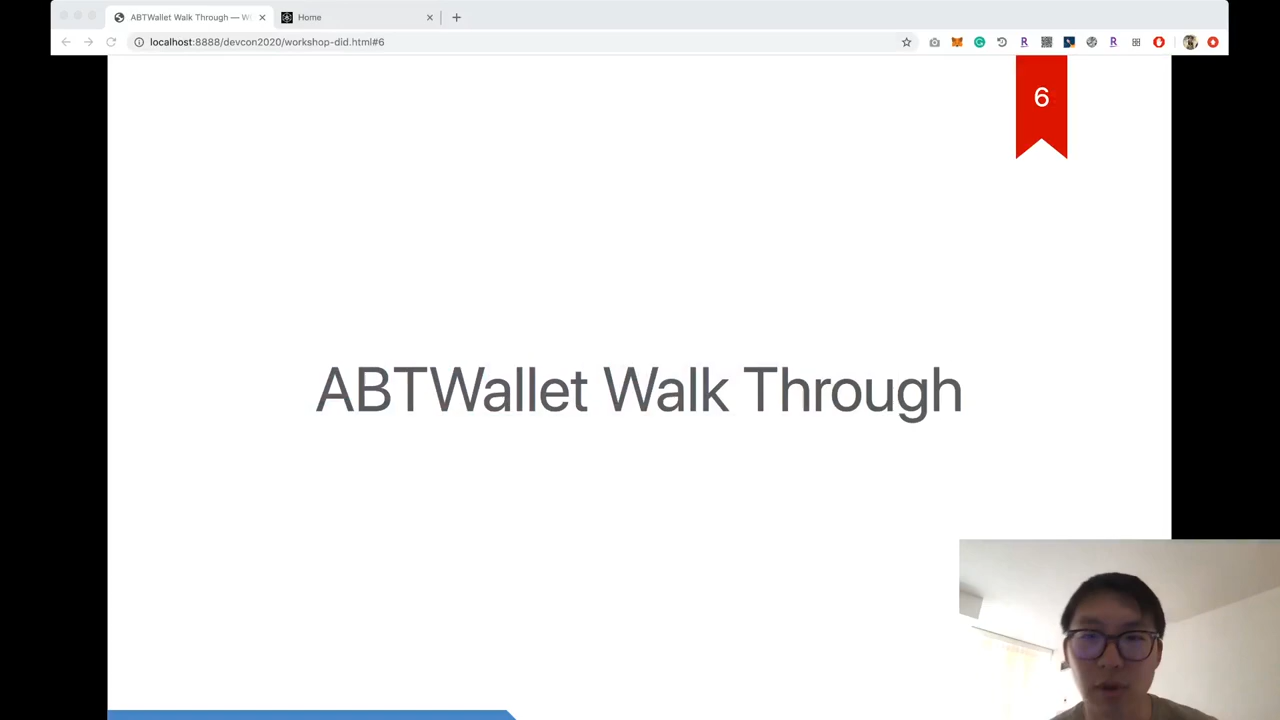 ABTWallet Walk Through — W
Home
localhost:8888/devcon2020/workshop-did.html#6
6
ABTWallet Walk Through